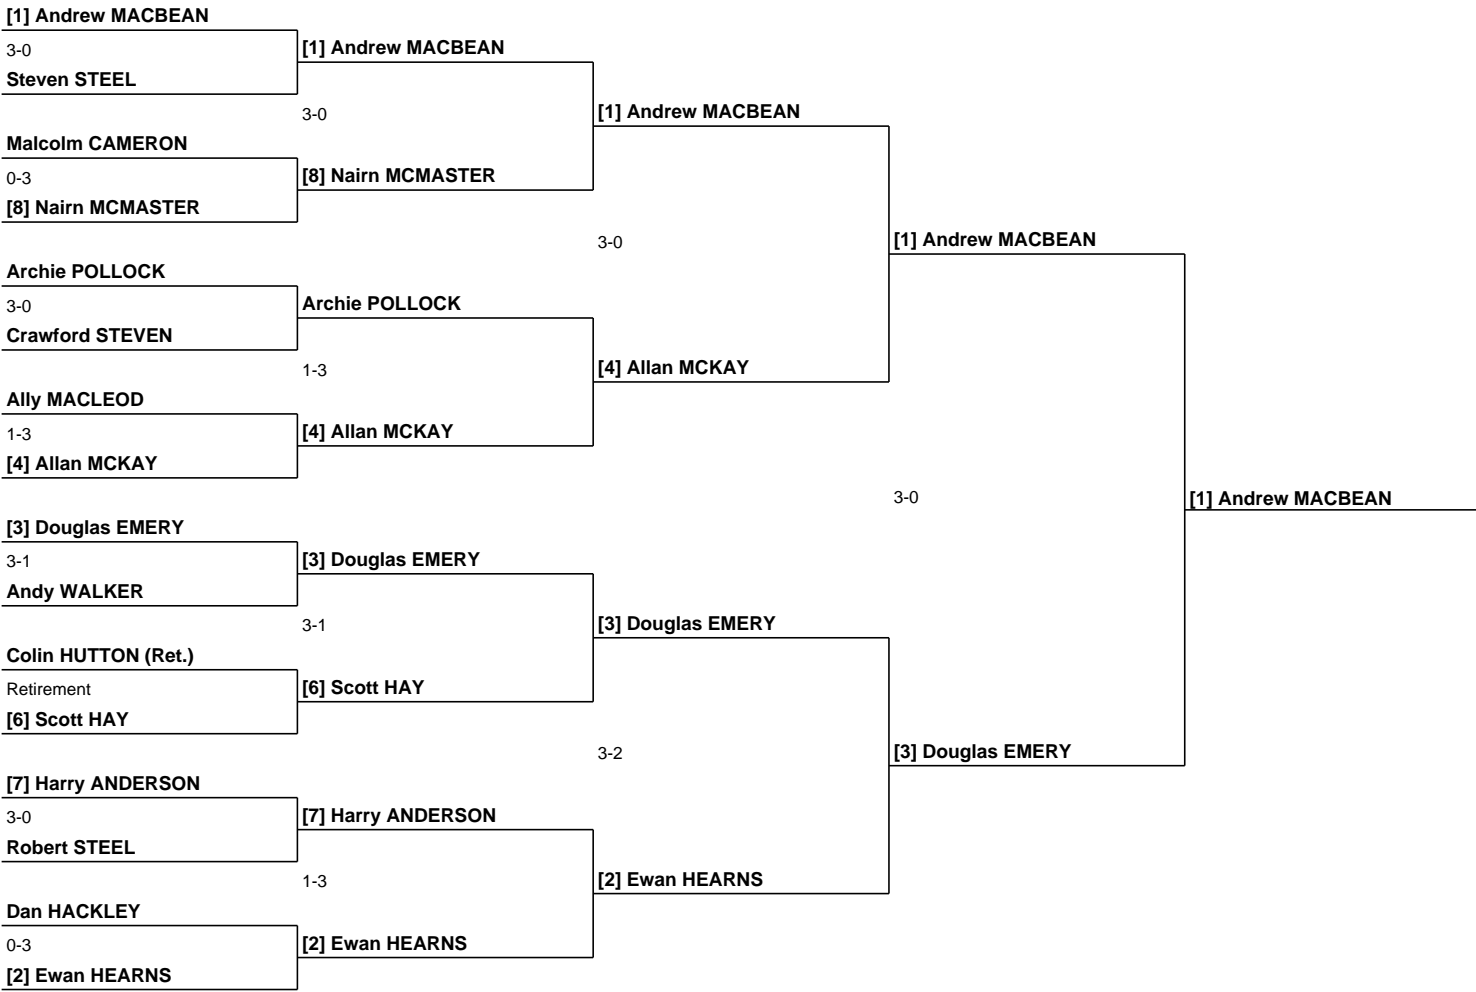 [1] Andrew MACBEAN
3-0
Steven STEEL
Malcolm CAMERON
0-3
[8] Nairn MCMASTER
Archie POLLOCK
3-0
Crawford STEVEN
Ally MACLEOD
1-3
[4] Allan MCKAY
[3] Douglas EMERY
3-1
Andy WALKER
Colin HUTTON (Ret.)
Retirement
[6] Scott HAY
[7] Harry ANDERSON
3-0
Robert STEEL
Dan HACKLEY
0-3
[2] Ewan HEARNS
[1] Andrew MACBEAN
3-0
[8] Nairn MCMASTER
Archie POLLOCK
1-3
[4] Allan MCKAY
[3] Douglas EMERY
3-1
[6] Scott HAY
[7] Harry ANDERSON
1-3
[2] Ewan HEARNS
[1] Andrew MACBEAN
3-0
[4] Allan MCKAY
[3] Douglas EMERY
3-2
[2] Ewan HEARNS
[1] Andrew MACBEAN
3-0
[3] Douglas EMERY
[1] Andrew MACBEAN